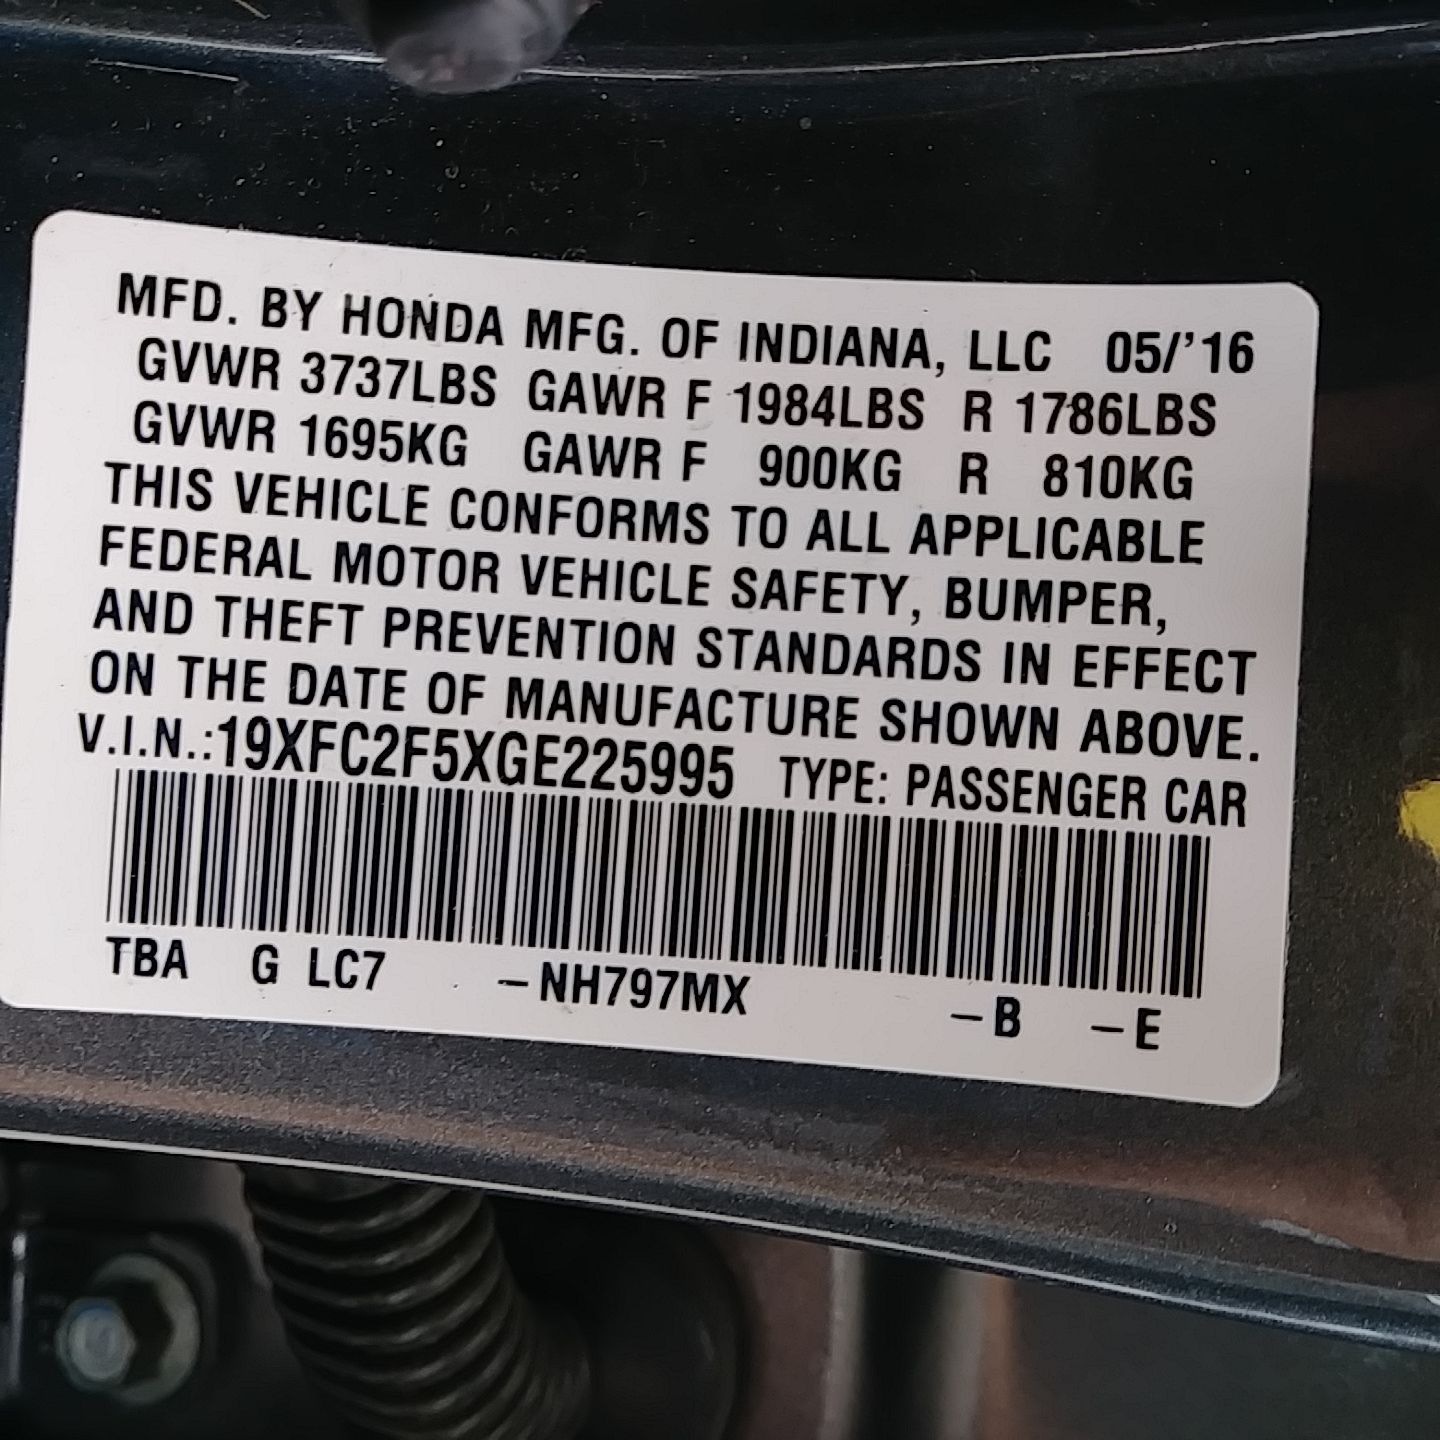 MFD. BY HONDA MFG. OF INDIANA, LLC 05/'16
GVWR 3737LBS GAWR F 1984LBS R 1786LBS
GVWR 1695KG GAWR F 900KG R 810KG
THIS VEHICLE CONFORMS TO ALL APPLICABLE
FEDERAL MOTOR VEHICLE SAFETY, BUMPER,
AND THEFT PREVENTION STANDARDS IN EFFECT
ON THE DATE OF MANUFACTURE SHOWN ABOVE.
V.I.N.:19XFC2F5XGE225995 TYPE: PASSENGER CAR
TBA G LC7 –NH797MX –B –E